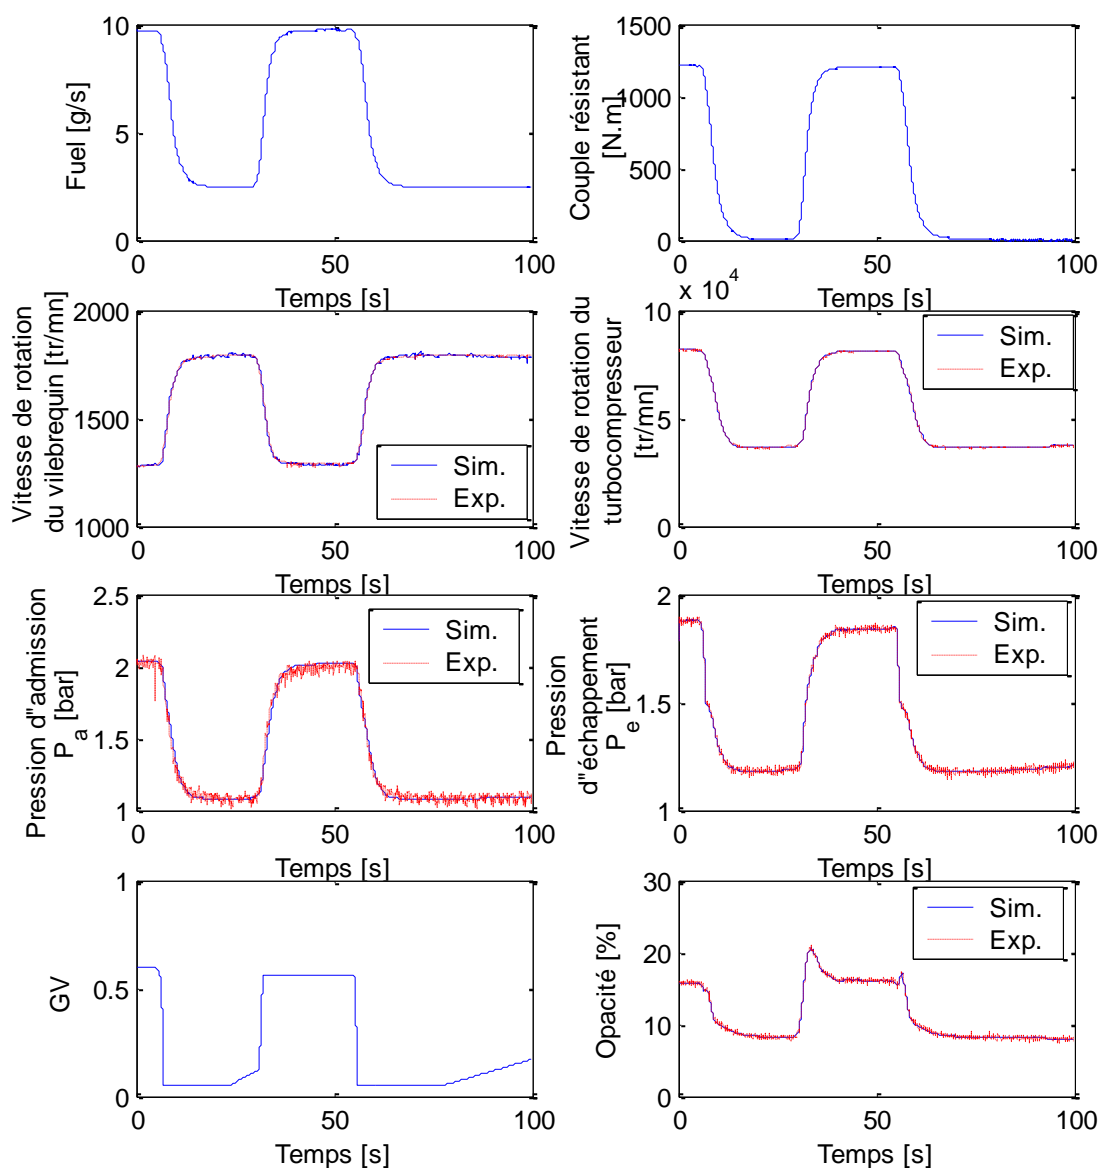 10
5
0
0
50
100
Fuel [g/s]
Temps [s]
1500
1000
500
0
0
50
100
Couple résistant
[N.m]
Temps [s]
2000
1500
1000
0
50
100
Vitesse de rotation
du vilebrequin [tr/mn]
Sim.
Exp.
Temps [s]
x 10^4
10
5
0
0
50
100
Vitesse de rotation du
turbocompresseur
[tr/mn]
Sim.
Exp.
Temps [s]
2.5
2
1.5
1
0
50
100
Pression d"admission
P_a [bar]
Sim.
Exp.
Temps [s]
2
1.5
1
0
50
100
Pression
d"échappement
P_e [bar]
Sim.
Exp.
Temps [s]
1
0.5
0
0
50
100
GV
Temps [s]
30
20
10
0
0
50
100
Opacité [%]
Sim.
Exp.
Temps [s]